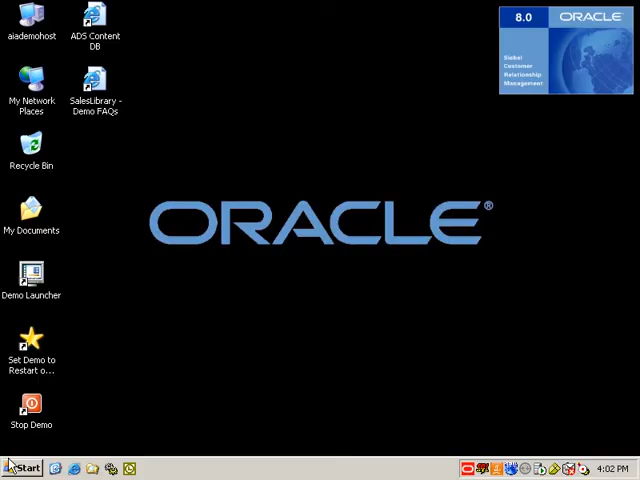 aiademohost
ADS Content
DB
My Network
Places
SalesLibrary -
Demo FAQs
Recycle Bin
My Documents
Demo Launcher
Set Demo to
Restart o...
Stop Demo
8.0 ORACLE
Siebel
Customer
Relationship
Management
ORACLE®
Start
4:02 PM